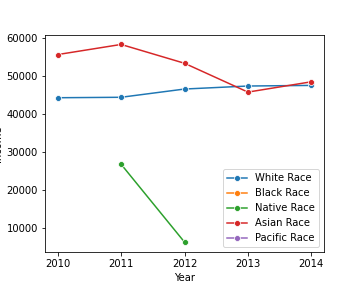 60000
50000
40000
30000
20000
10000
2010 2011 2012 2013 2014
Year
White Race
Black Race
Native Race
Asian Race
Pacific Race